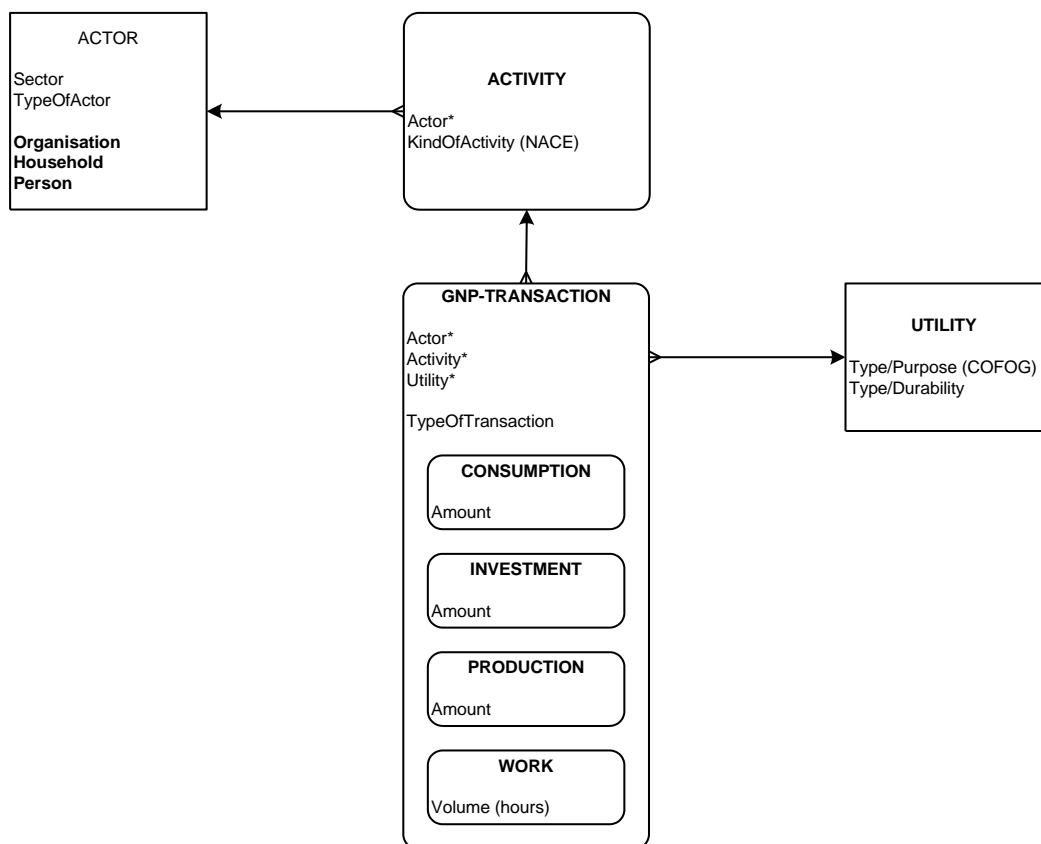 ACTOR
Sector
TypeOfActor
Organisation
Household
Person
ACTIVITY
Actor*
KindOfActivity (NACE)
GNP-TRANSACTION
Actor*
Activity*
Utility*
TypeOfTransaction
CONSUMPTION
Amount
INVESTMENT
Amount
PRODUCTION
Amount
WORK
Volume (hours)
UTILITY
Type/Purpose (COFOG)
Type/Durability